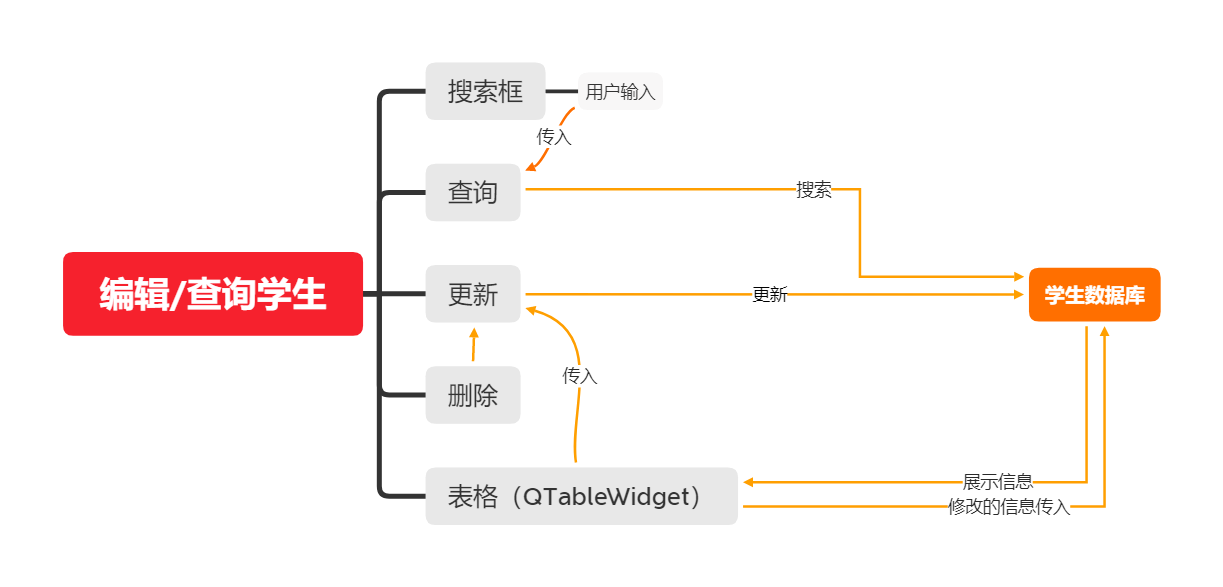 搜索框
用户输入
传入
查询
搜索
编辑/查询学生
更新
更新
学生数据库
删除
传入
表格（QTableWidget）
展示信息
修改的信息传入